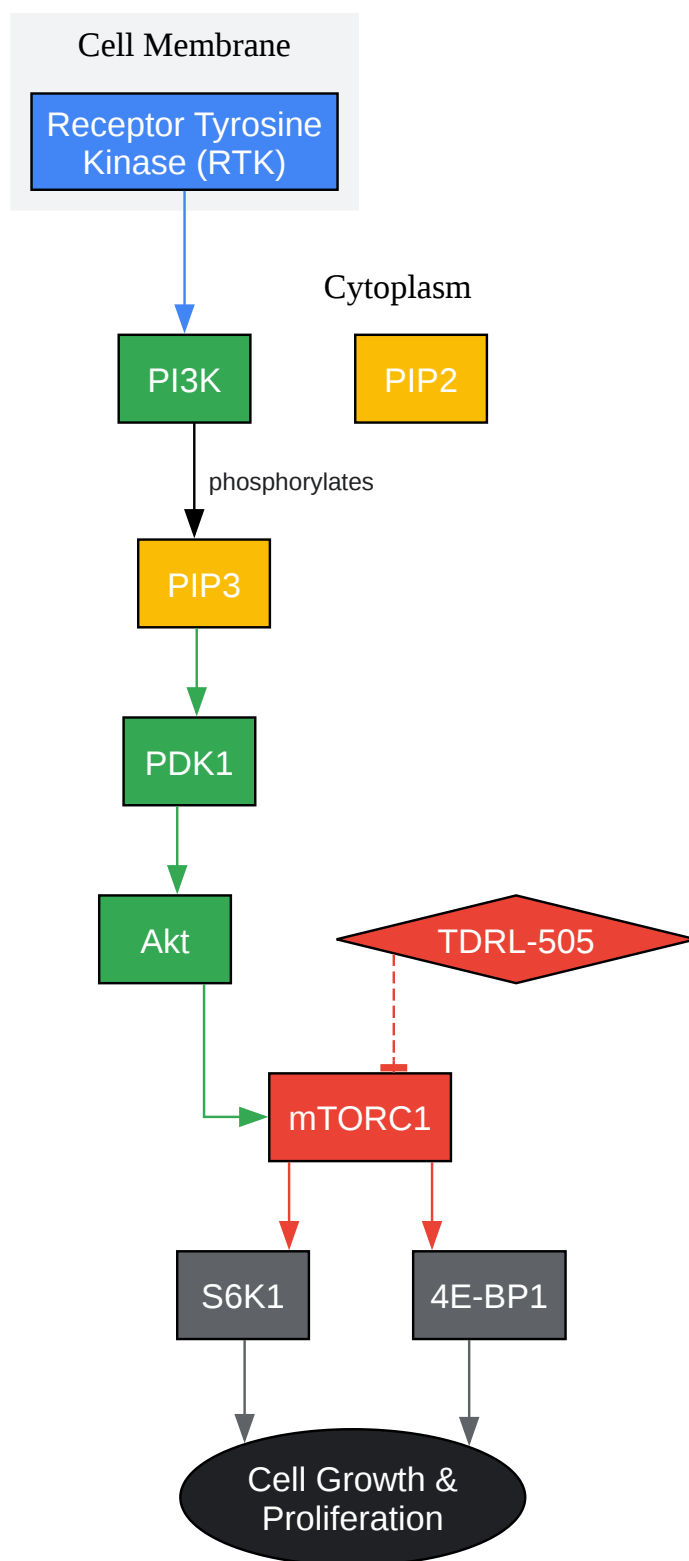 Cell Membrane
Receptor Tyrosine
Kinase (RTK)
Cytoplasm
PI3K
PIP2
phosphorylates
PIP3
PDK1
Akt
TDRL-505
mTORC1
S6K1
4E-BP1
Cell Growth &
Proliferation